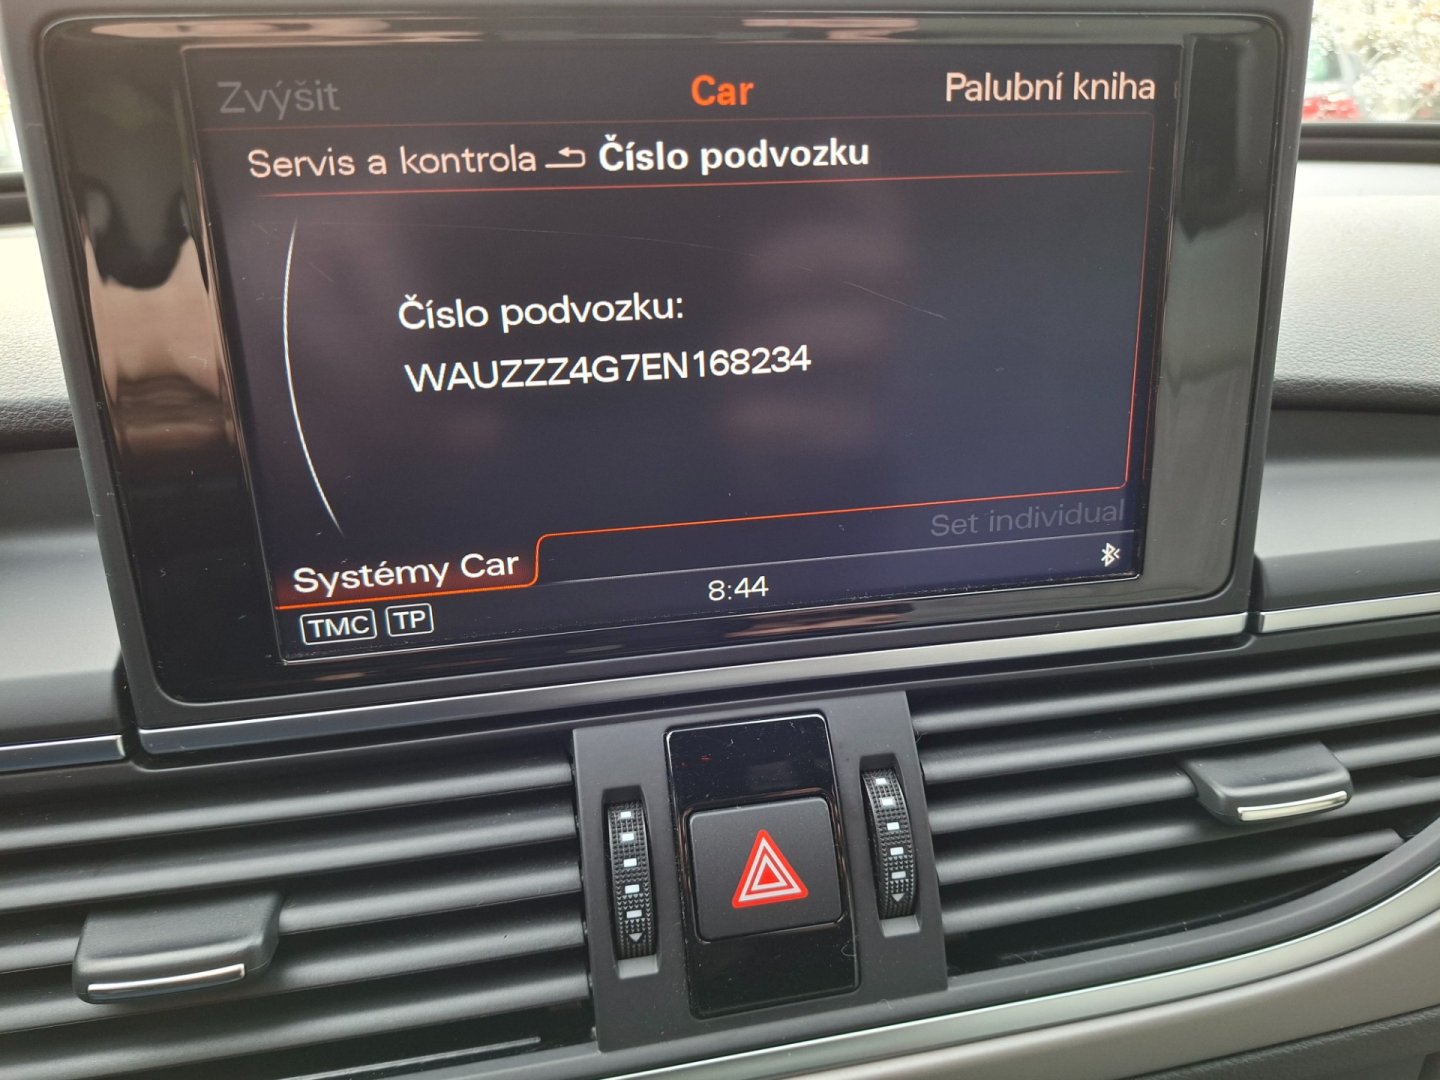 Zvýšit
Car
Palubní kniha
Servis a kontrola Číslo podvozku
Číslo podvozku:
WAUZZZ4G7EN168234
Set individual
Systémy Car
8:44
TMC TP